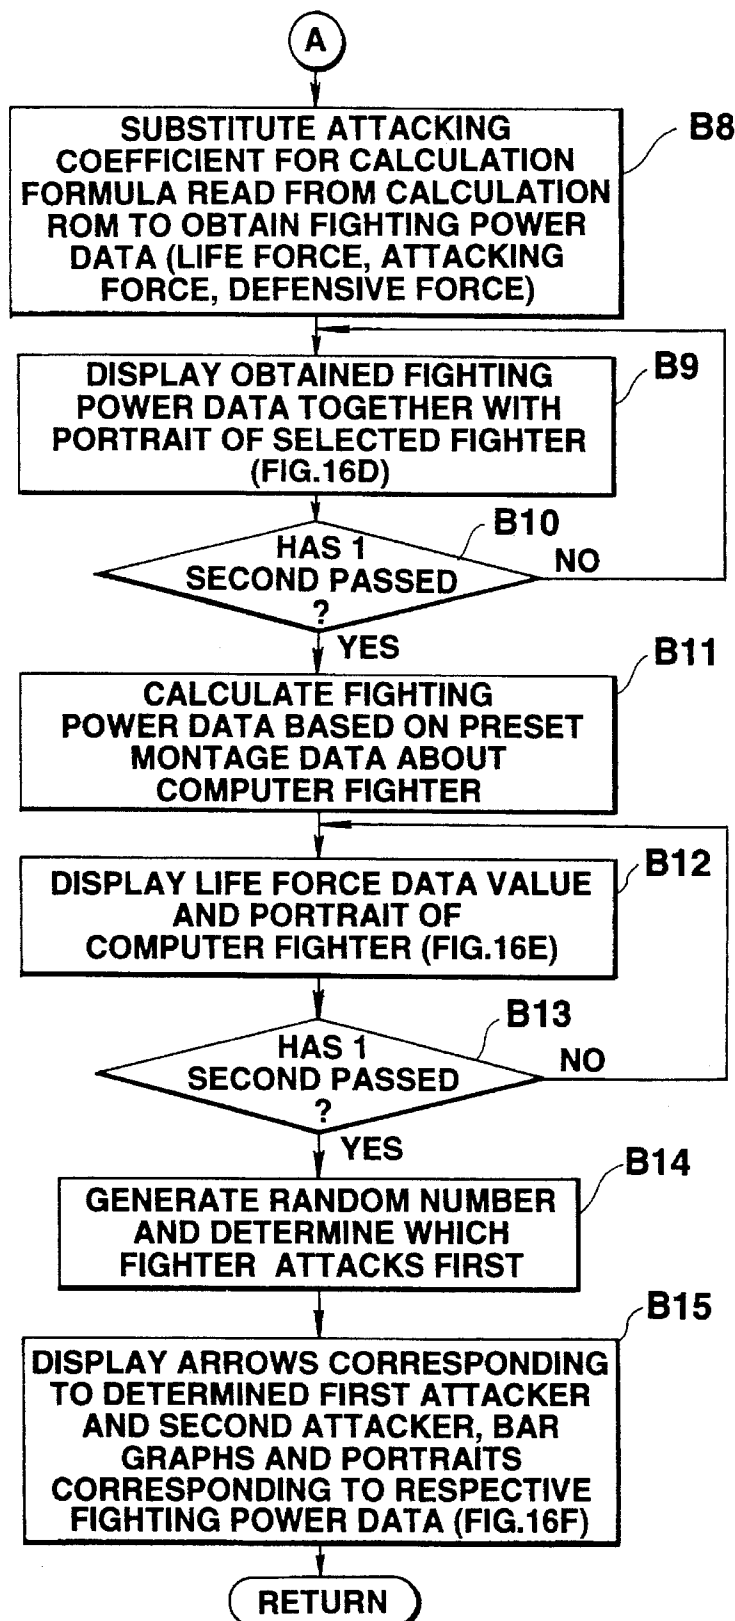 A
B8
SUBSTITUTE ATTACKING
COEFFICIENT FOR CALCULATION
FORMULA READ FROM CALCULATION
ROM TO OBTAIN FIGHTING POWER
DATA (LIFE FORCE, ATTACKING
FORCE, DEFENSIVE FORCE)
B9
DISPLAY OBTAINED FIGHTING
POWER DATA TOGETHER WITH
PORTRAIT OF SELECTED FIGHTER
(FIG.16D)
B10
HAS 1
SECOND PASSED
?
NO
YES
B11
CALCULATE FIGHTING
POWER DATA BASED ON PRESET
MONTAGE DATA ABOUT
COMPUTER FIGHTER
B12
DISPLAY LIFE FORCE DATA VALUE
AND PORTRAIT OF
COMPUTER FIGHTER (FIG.16E)
B13
HAS 1
SECOND PASSED
?
NO
YES
B14
GENERATE RANDOM NUMBER
AND DETERMINE WHICH
FIGHTER ATTACKS FIRST
B15
DISPLAY ARROWS CORRESPONDING
TO DETERMINED FIRST ATTACKER
AND SECOND ATTACKER, BAR
GRAPHS AND PORTRAITS
CORRESPONDING TO RESPECTIVE
FIGHTING POWER DATA (FIG.16F)
RETURN